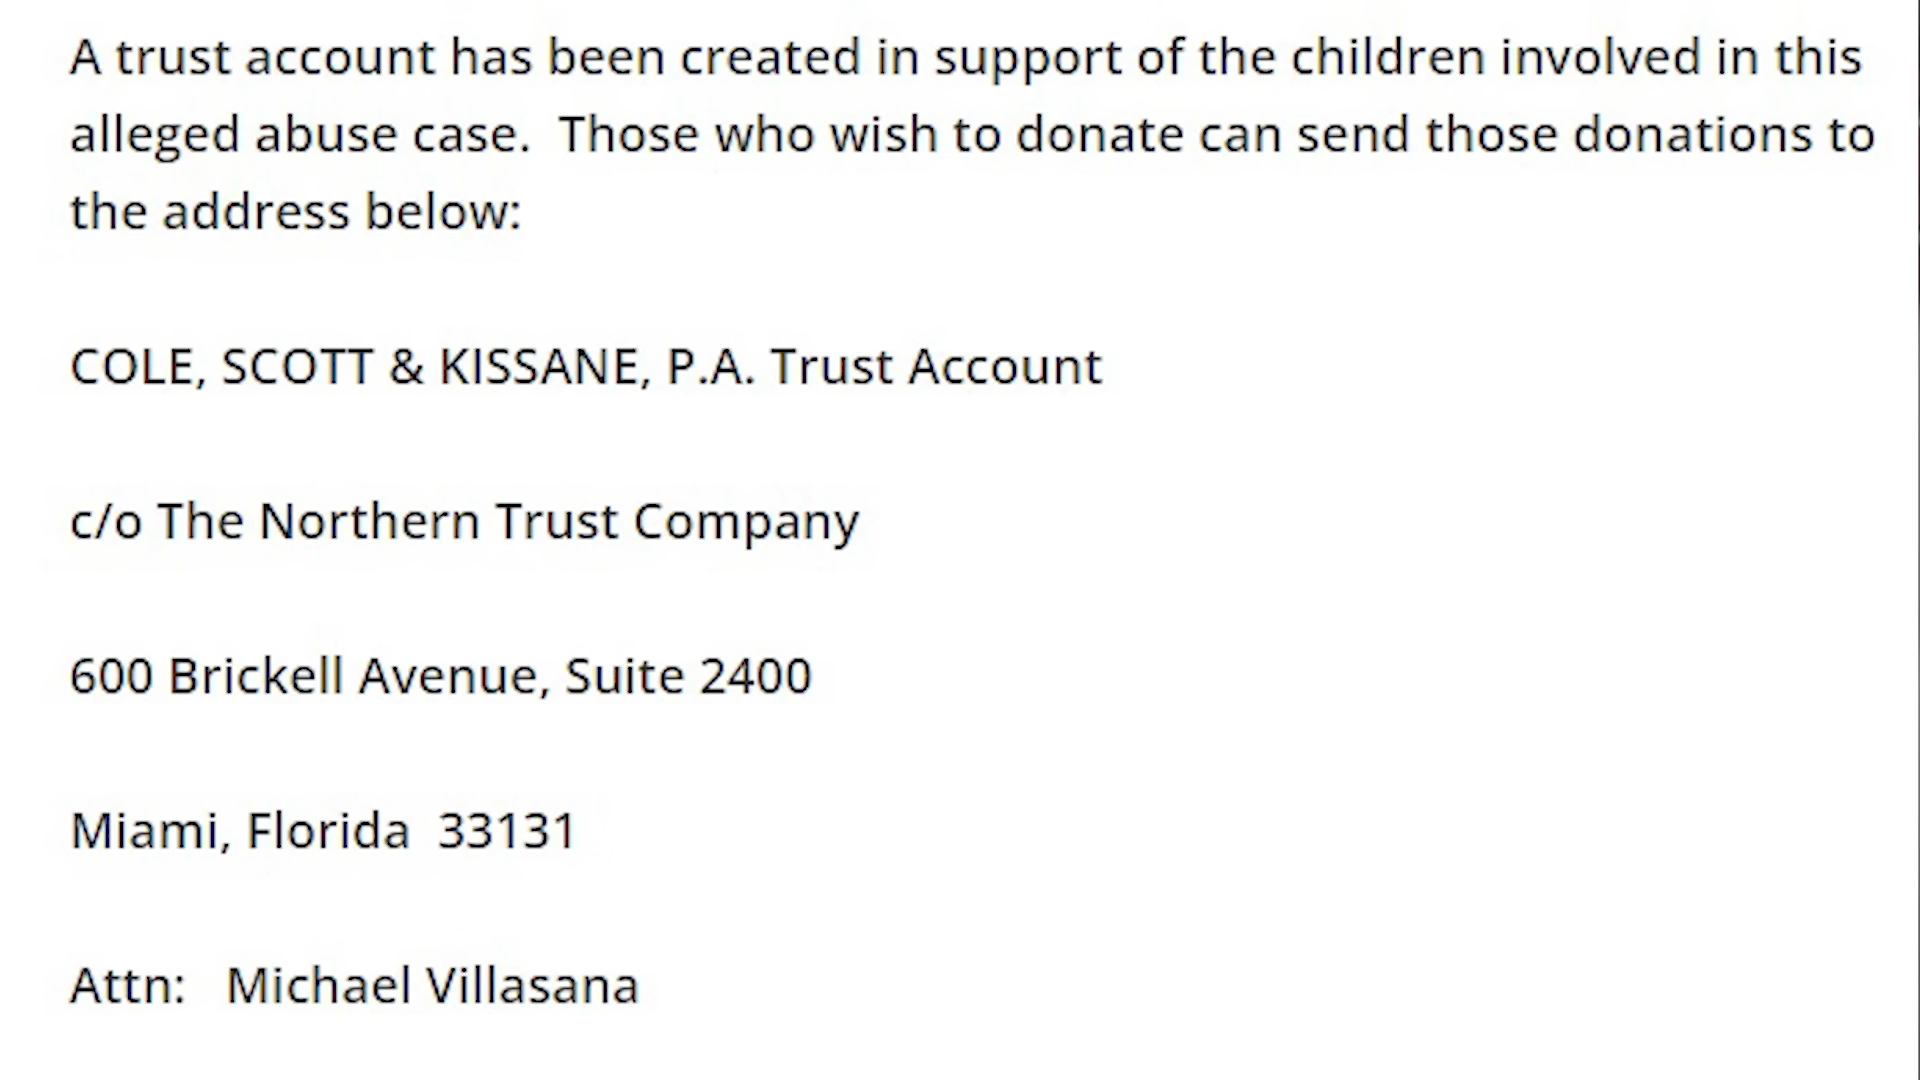 A trust account has been created in support of the children involved in this
alleged abuse case.  Those who wish to donate can send those donations to
the address below:
COLE, SCOTT & KISSANE, P.A. Trust Account
c/o The Northern Trust Company
600 Brickell Avenue, Suite 2400
Miami, Florida  33131
Attn:   Michael Villasana